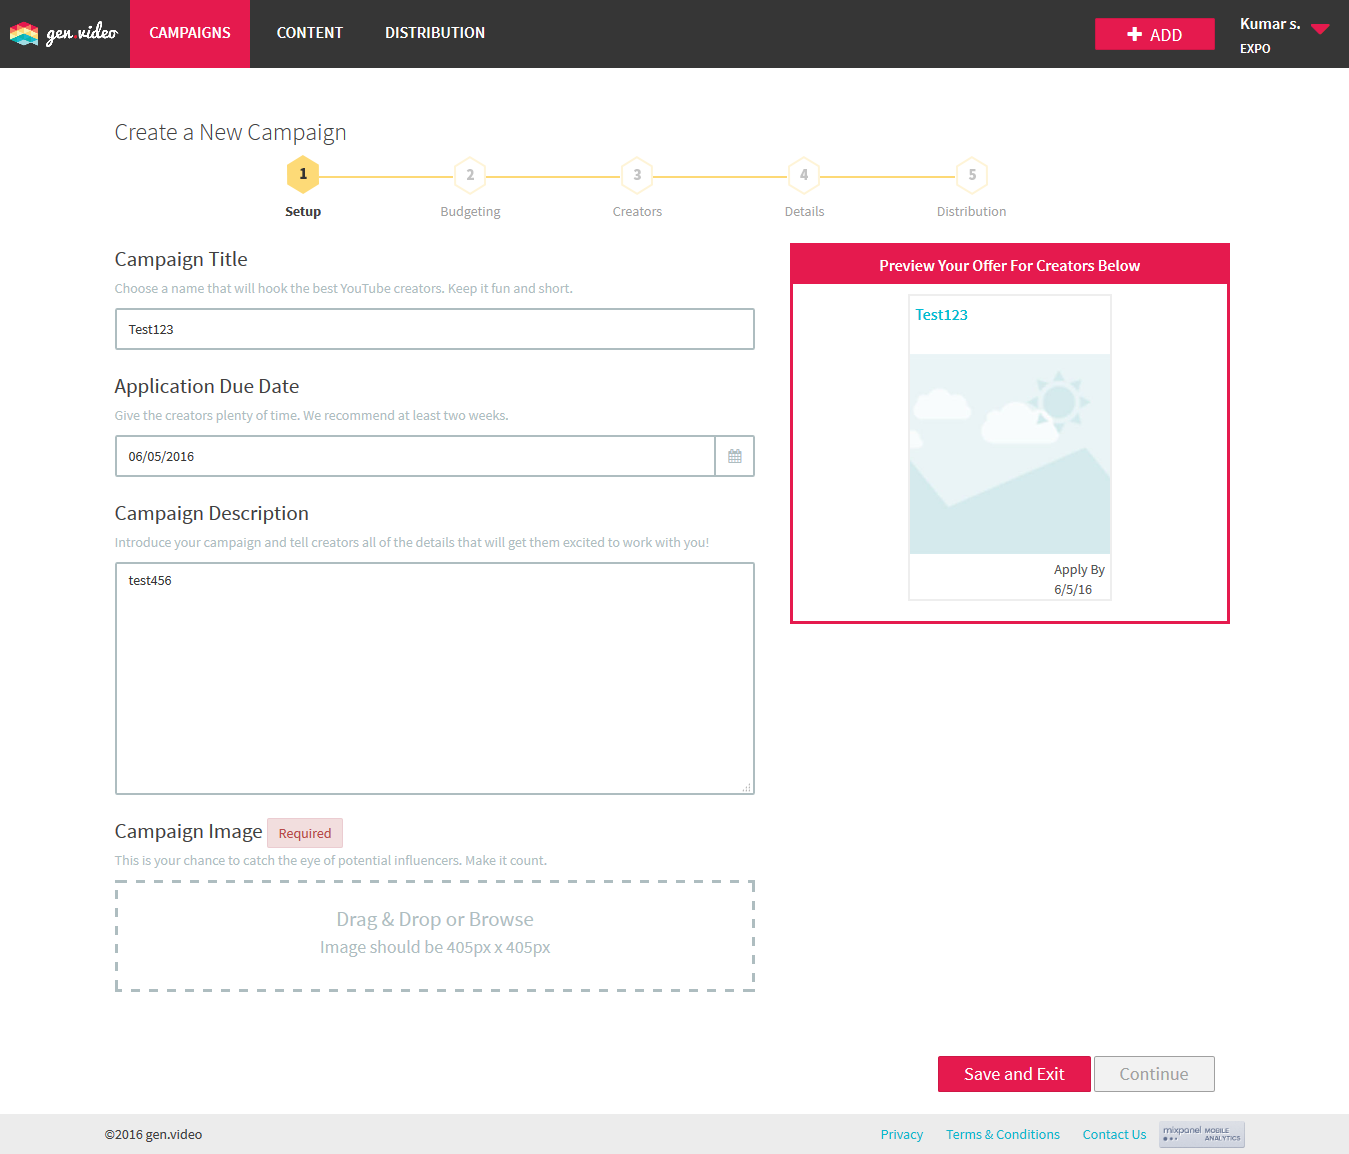 gen.video
CAMPAIGNS
CONTENT
DISTRIBUTION
ADD
Kumar s.
EXPO
Create a New Campaign
1
2
3
4
5
Setup
Budgeting
Creators
Details
Distribution
Campaign Title
Choose a name that will hook the best YouTube creators. Keep it fun and short.
Test123
Application Due Date
Give the creators plenty of time. We recommend at least two weeks.
06/05/2016
Campaign Description
Introduce your campaign and tell creators all of the details that will get them excited to work with you!
test456
Campaign Image Required
This is your chance to catch the eye of potential influencers. Make it count.
Drag & Drop or Browse
Image should be 405px x 405px
Preview Your Offer For Creators Below
Test123
Apply By
6/5/16
Save and Exit
Continue
©2016 gen.video
Privacy
Terms & Conditions
Contact Us
mixpanel MOBILE
ANALYTICS